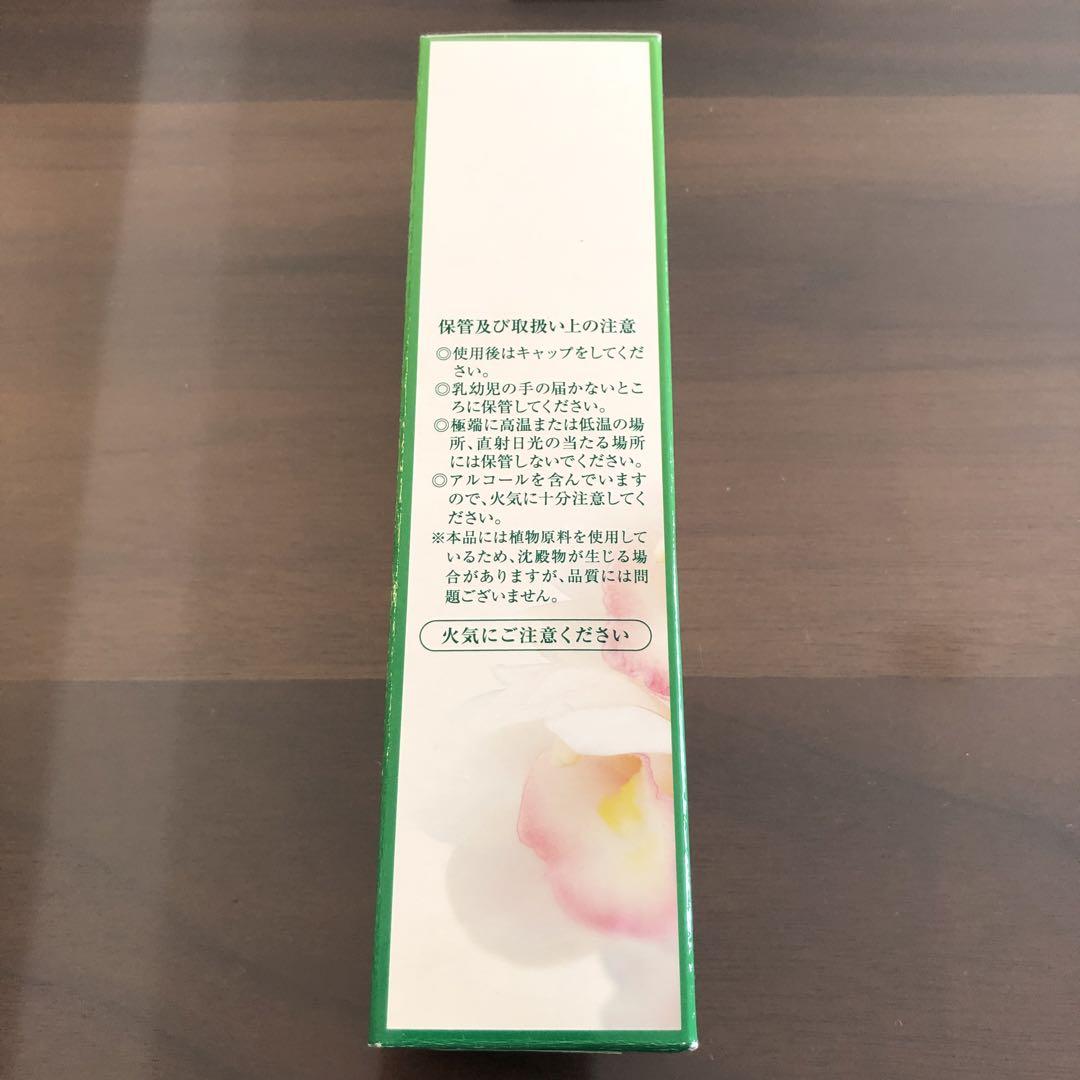 保管及び取扱い上の注意
◎使用後はキャップをしてくだ
さい。
◎乳幼児の手の届かないとこ
ろに保管してください。
◎極端に高温または低温の場
所、直射日光の当たる場所
には保管しないでください。
◎アルコールを含んでいます
ので、火気に十分注意してく
ださい。
※本品には植物原料を使用して
いるため、沈殿物が生じる場
合がありますが、品質には問
題ございません。
火気にご注意ください